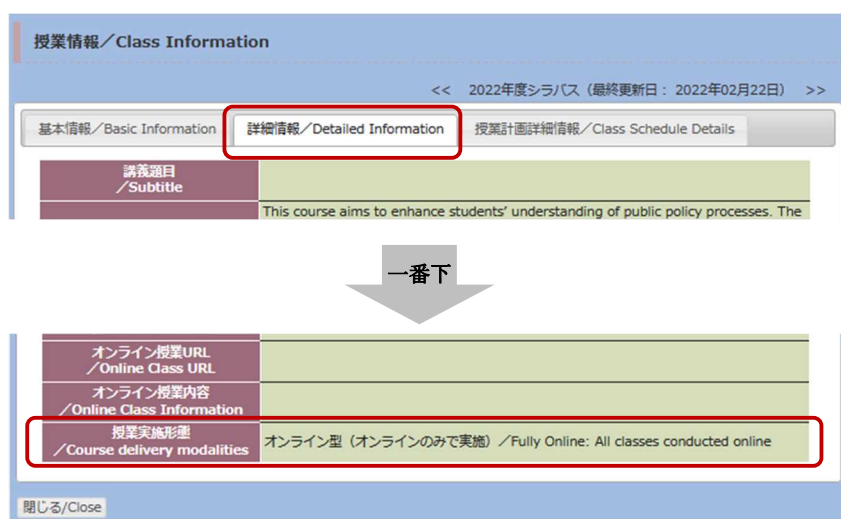 授業情報／Class Information
<< 2022年度シラバス（最終更新日： 2022年02月22日） >>
基本情報／Basic Information
詳細情報／Detailed Information
授業計画詳細情報／Class Schedule Details
講義題目
／Subtitle
This course aims to enhance students' understanding of public policy processes. The
一番下
オンライン授業URL
／Online Class URL
オンライン授業内容
／Online Class Information
授業実施形態
／Course delivery modalities
オンライン型（オンラインのみで実施）／Fully Online: All classes conducted online
閉じる/Close